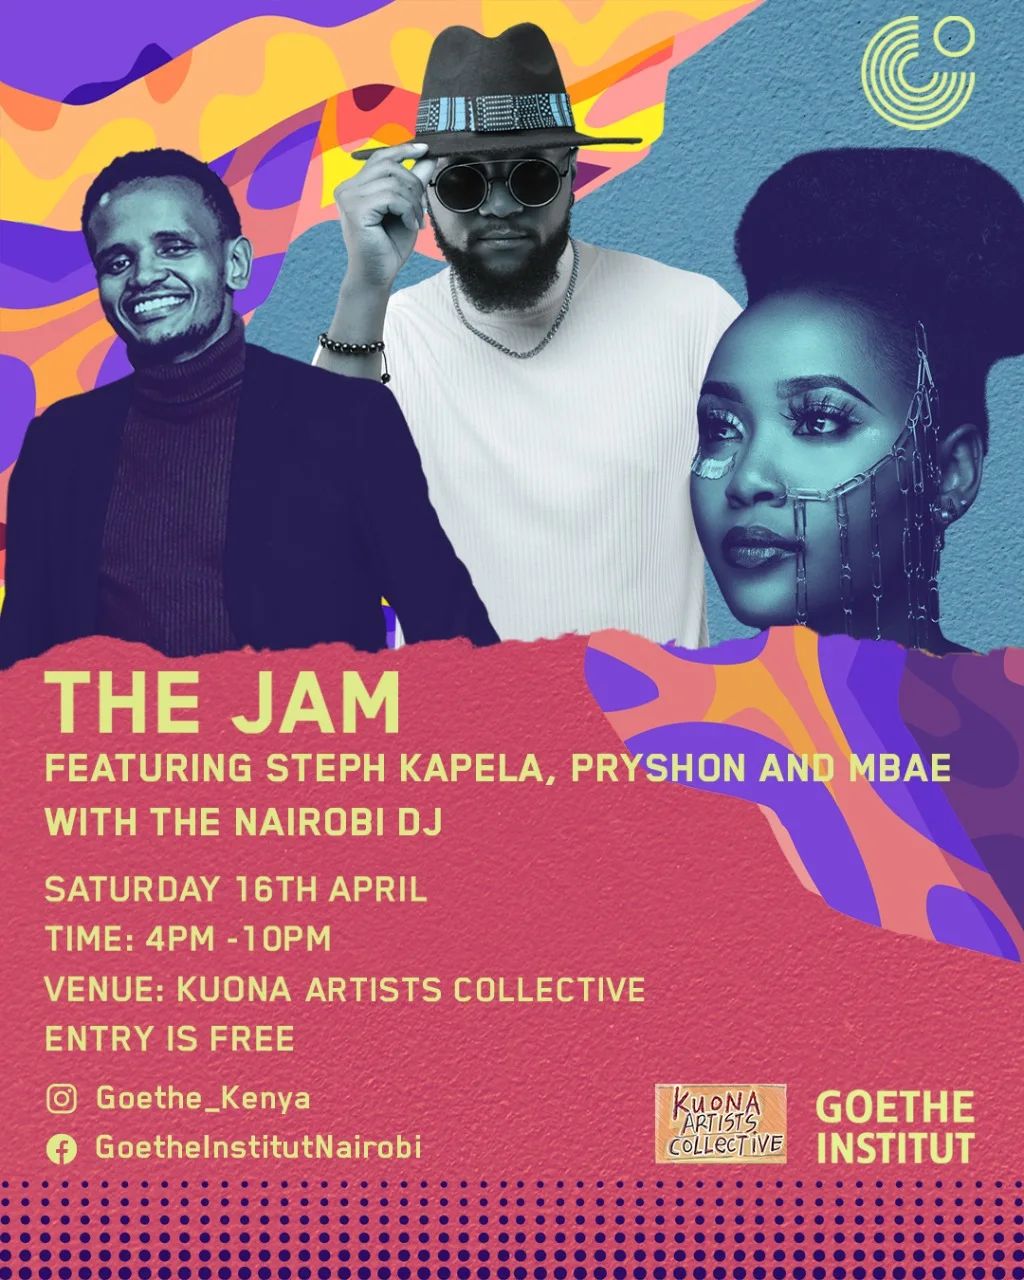 THE JAM
FEATURING STEPH KAPELA, PRYSHON AND MBAE
WITH THE NAIROBI DJ
SATURDAY 16TH APRIL
TIME: 4PM -10PM
VENUE: KUONA ARTISTS COLLECTIVE
ENTRY IS FREE
Goethe_Kenya
GoetheInstitutNairobi
KUONA
ARTISTS
COLLECTIVE
GOETHE
INSTITUT